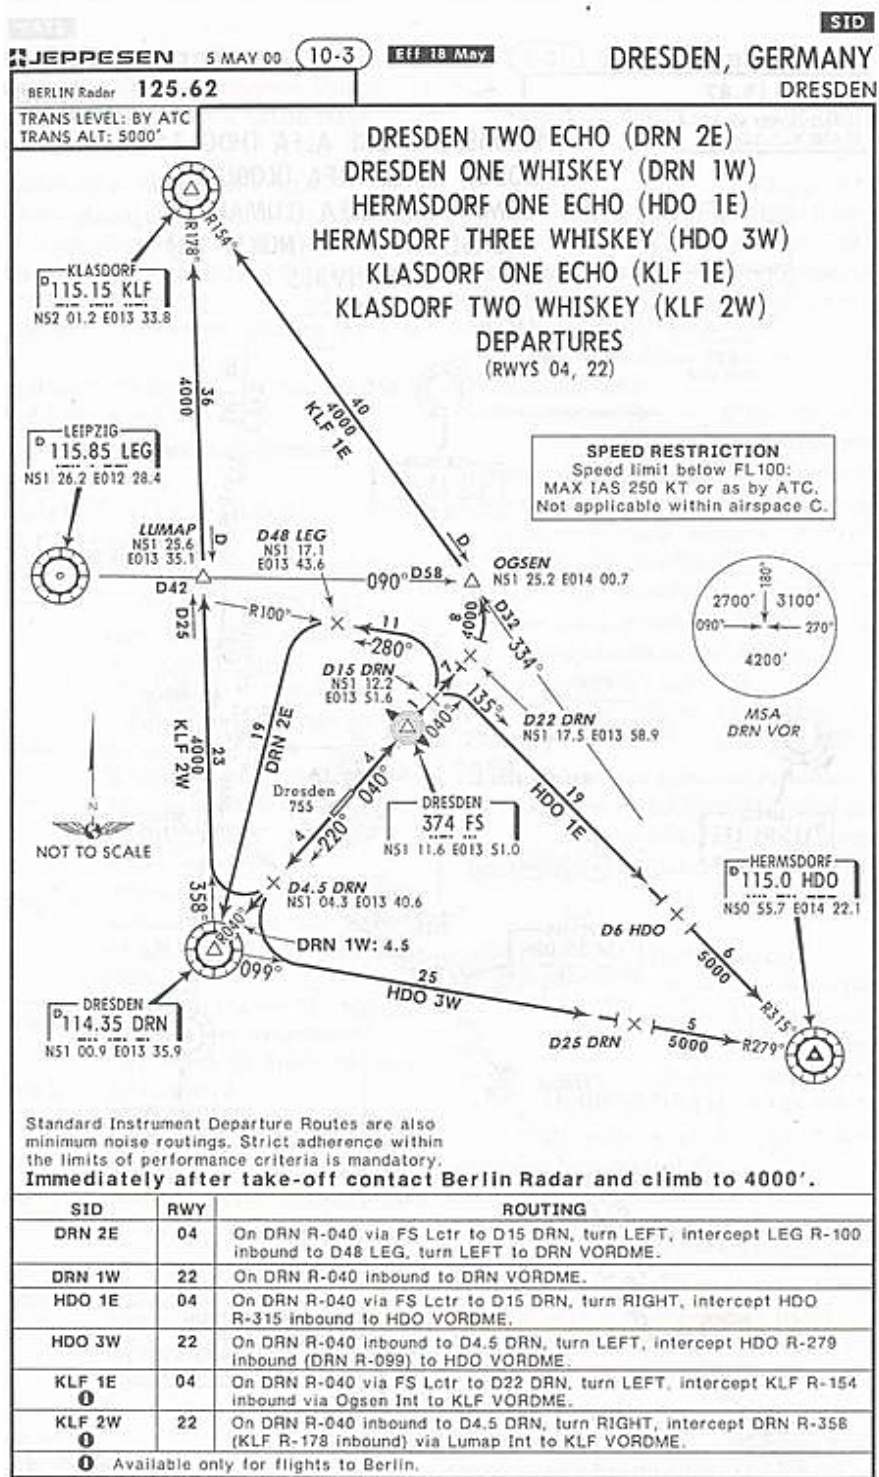 SID
JEPPESEN 5 MAY 00 10-3 Eff 18 May DRESDEN, GERMANY
BERLIN Radar 125.62 DRESDEN
TRANS LEVEL: BY ATC
TRANS ALT: 5000'
DRESDEN TWO ECHO (DRN 2E)
DRESDEN ONE WHISKEY (DRN 1W)
HERMSDORF ONE ECHO (HDO 1E)
HERMSDORF THREE WHISKEY (HDO 3W)
KLASDORF ONE ECHO (KLF 1E)
KLASDORF TWO WHISKEY (KLF 2W)
DEPARTURES
(RWYS 04, 22)
R178°
R154°
KLASDORF
D 115.15 KLF
N52 01.2 E013 33.8
36
4000
40
4000
KLF 1E
LEIPZIG
D 115.85 LEG
N51 26.2 E012 28.4
SPEED RESTRICTION
Speed limit below FL100:
MAX IAS 250 KT or as by ATC.
Not applicable within airspace C.
LUMAP
N51 25.6
E013 35.1
D
D48 LEG
N51 17.1
E013 43.6
D
OGSEN
N51 25.2 E014 00.7
D42
090° D58
D25
R100°
11
280°
4000
8
D32
334°
180°
2700' 3100'
090° 270°
4200'
MSA
DRN VOR
D15 DRN
N51 12.2
E013 51.6
7
135°
D22 DRN
N51 17.5 E013 58.9
040°
23
4000
KLF 2W
19
DRN 2E
4
040°
Dresden
755
4
220°
DRESDEN
374 FS
N51 11.6 E013 51.0
19
HDO 1E
NOT TO SCALE
HERMSDORF
D 115.0 HDO
N50 55.7 E014 22.1
358°
R040°
D4.5 DRN
N51 04.3 E013 40.6
DRN 1W: 4.5
099°
D6 HDO
6
5000
R315°
25
HDO 3W
DRESDEN
D 114.35 DRN
N51 00.9 E013 35.9
D25 DRN
5
5000
R279°
Standard Instrument Departure Routes are also
minimum noise routings. Strict adherence within
the limits of performance criteria is mandatory.
Immediately after take-off contact Berlin Radar and climb to 4000'.
SID RWY ROUTING
DRN 2E 04 On DRN R-040 via FS Lctr to D15 DRN, turn LEFT, intercept LEG R-100
inbound to D48 LEG, turn LEFT to DRN VORDME.
DRN 1W 22 On DRN R-040 inbound to DRN VORDME.
HDO 1E 04 On DRN R-040 via FS Lctr to D15 DRN, turn RIGHT, intercept HDO
R-315 inbound to HDO VORDME.
HDO 3W 22 On DRN R-040 inbound to D4.5 DRN, turn LEFT, intercept HDO R-279
inbound (DRN R-099) to HDO VORDME.
KLF 1E 04 On DRN R-040 via FS Lctr to D22 DRN, turn LEFT, intercept KLF R-154
❶ inbound via Ogsen Int to KLF VORDME.
KLF 2W 22 On DRN R-040 inbound to D4.5 DRN, turn RIGHT, intercept DRN R-358
❶ (KLF R-178 inbound) via Lumap Int to KLF VORDME.
❶ Available only for flights to Berlin.